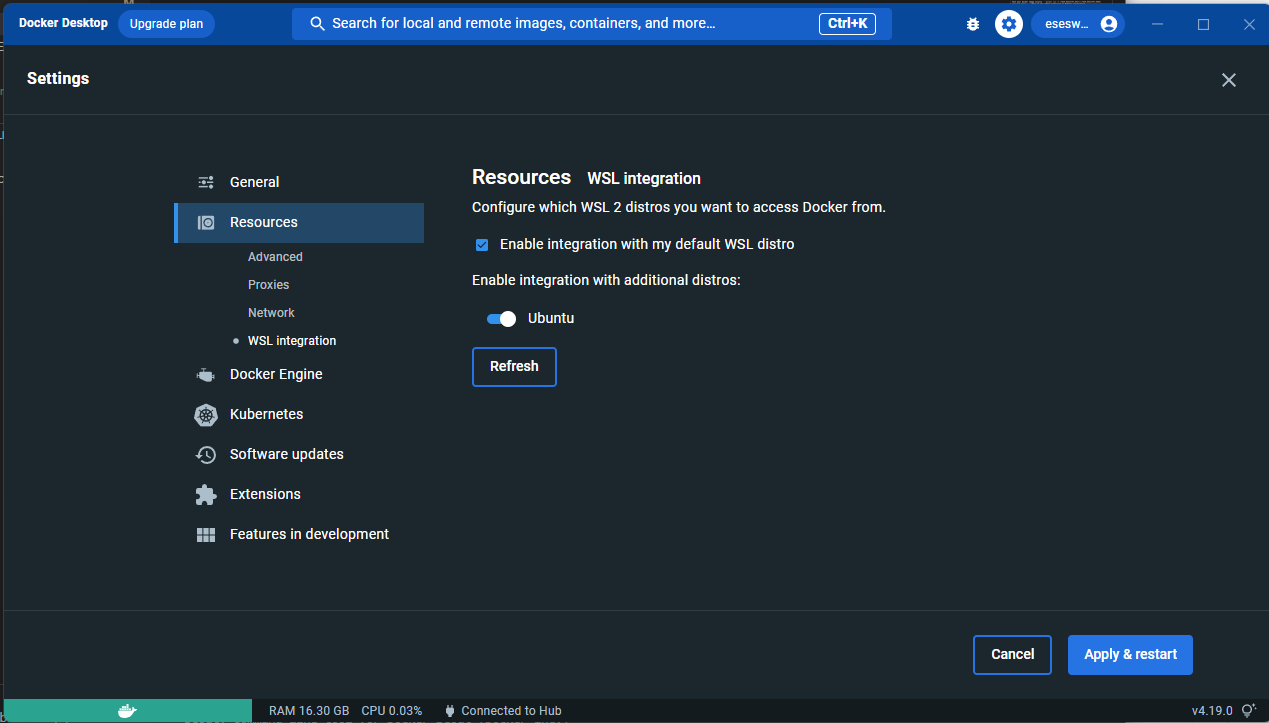 Docker Desktop
Upgrade plan
Search for local and remote images, containers, and more...
Ctrl+K
esesw...
Settings
General
Resources
Advanced
Proxies
Network
WSL integration
Docker Engine
Kubernetes
Software updates
Extensions
Features in development
Resources WSL integration
Configure which WSL 2 distros you want to access Docker from.
Enable integration with my default WSL distro
Enable integration with additional distros:
Ubuntu
Refresh
Cancel
Apply & restart
RAM 16.30 GB CPU 0.03% Connected to Hub
v4.19.0